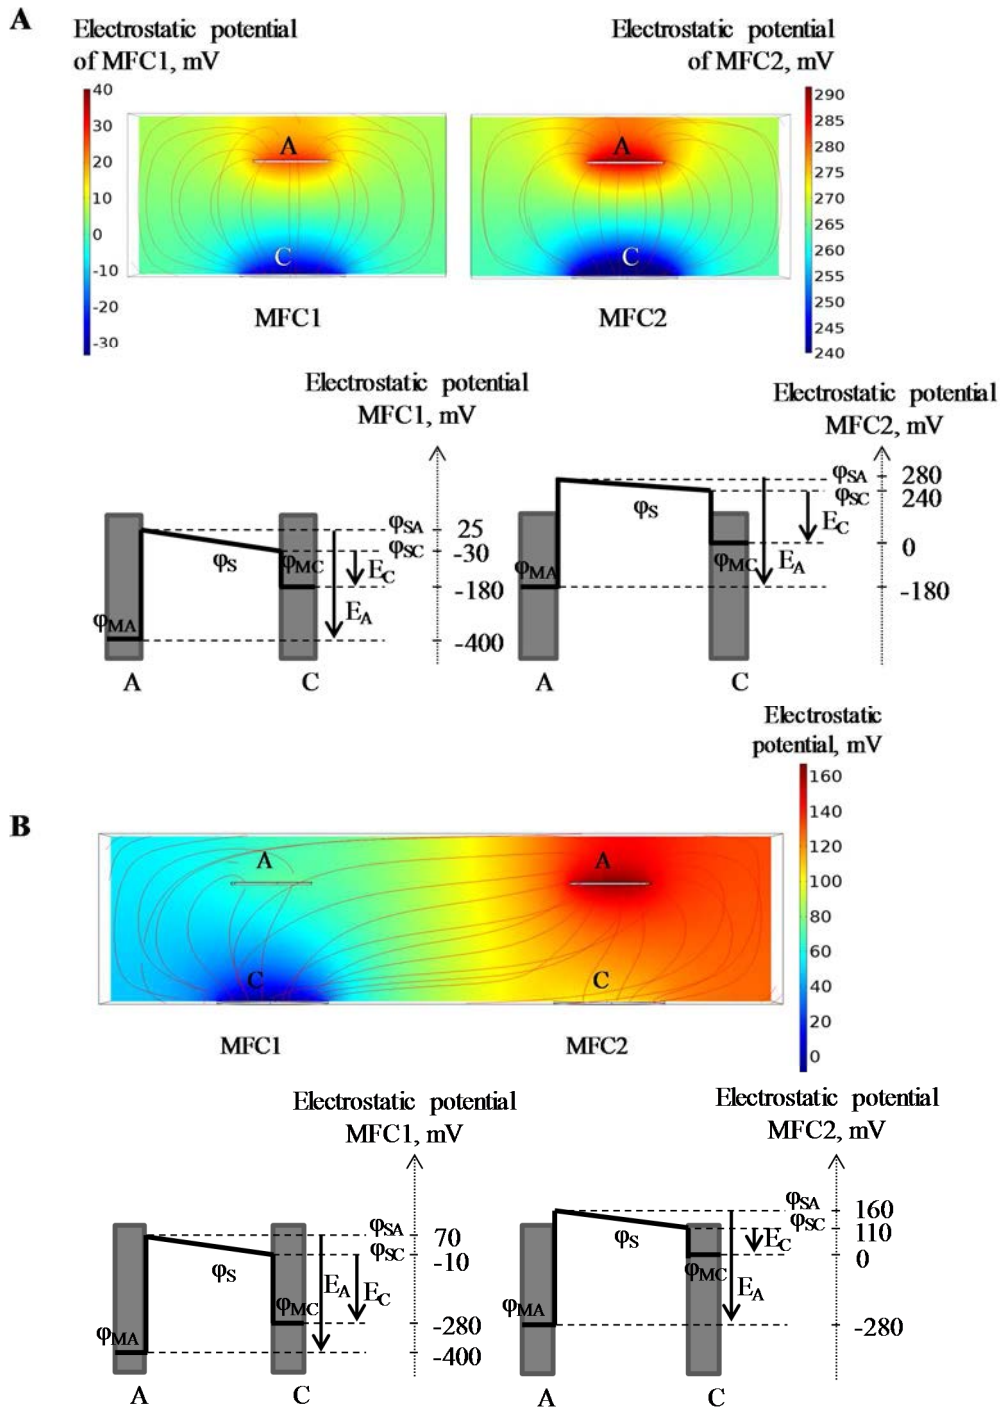 A
Electrostatic potential
of MFC1, mV
Electrostatic potential
of MFC2, mV
40
30
20
10
0
-10
-20
-30
A
C
MFC1
A
C
MFC2
290
285
280
275
270
265
260
255
250
245
240
Electrostatic potential
MFC1, mV
φSA
φSC
φS
φMC
φMA
EC
EA
25
-30
-180
-400
A
C
Electrostatic potential
MFC2, mV
φSA
φSC
φS
EC
φMA
φMC
EA
280
240
0
-180
A
C
B
Electrostatic
potential, mV
160
140
120
100
80
60
40
20
0
A
A
C
C
MFC1
MFC2
Electrostatic potential
MFC1, mV
φSA
φSC
φS
EA
EC
φMC
φMA
70
-10
-280
-400
A
C
Electrostatic potential
MFC2, mV
φSA
φSC
φS
EC
φMC
EA
φMA
160
110
0
-280
A
C